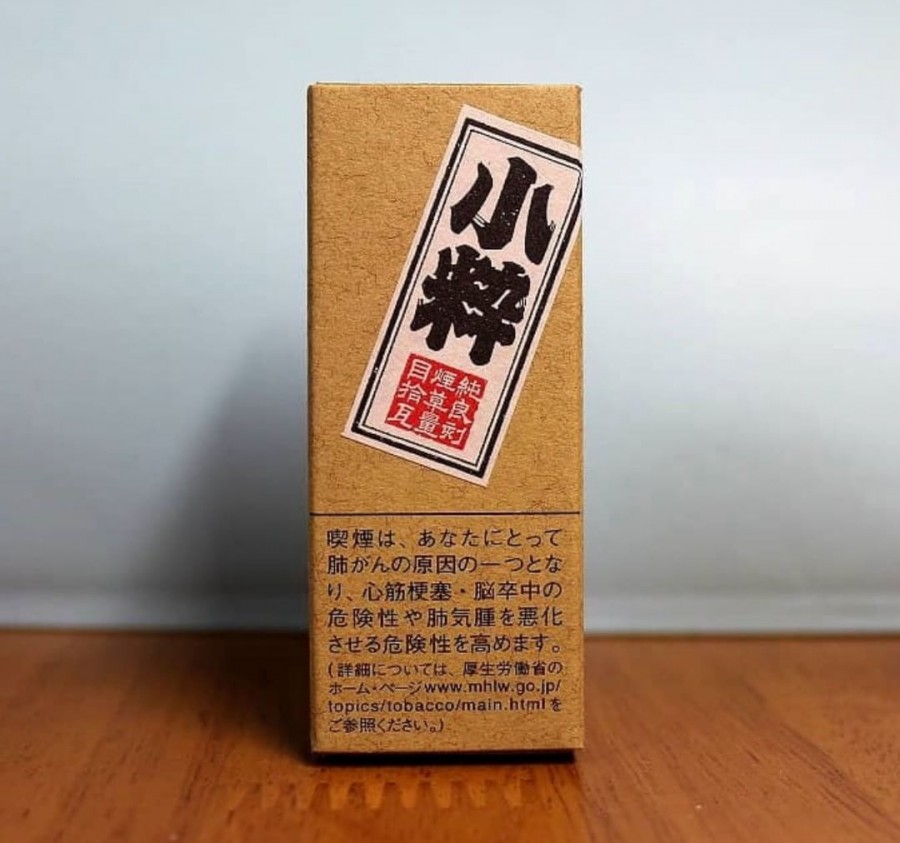 小粋
純良刻
煙草量
目拾瓦
喫煙は、あなたにとって
肺がんの原因の一つとな
り、心筋梗塞・脳卒中の
危険性や肺気腫を悪化
させる危険性を高めます。
(詳細については、厚生労働省の
ホーム・ページwww.mhlw.go.jp/
topics/tobacco/main.htmlを
ご参照ください。)